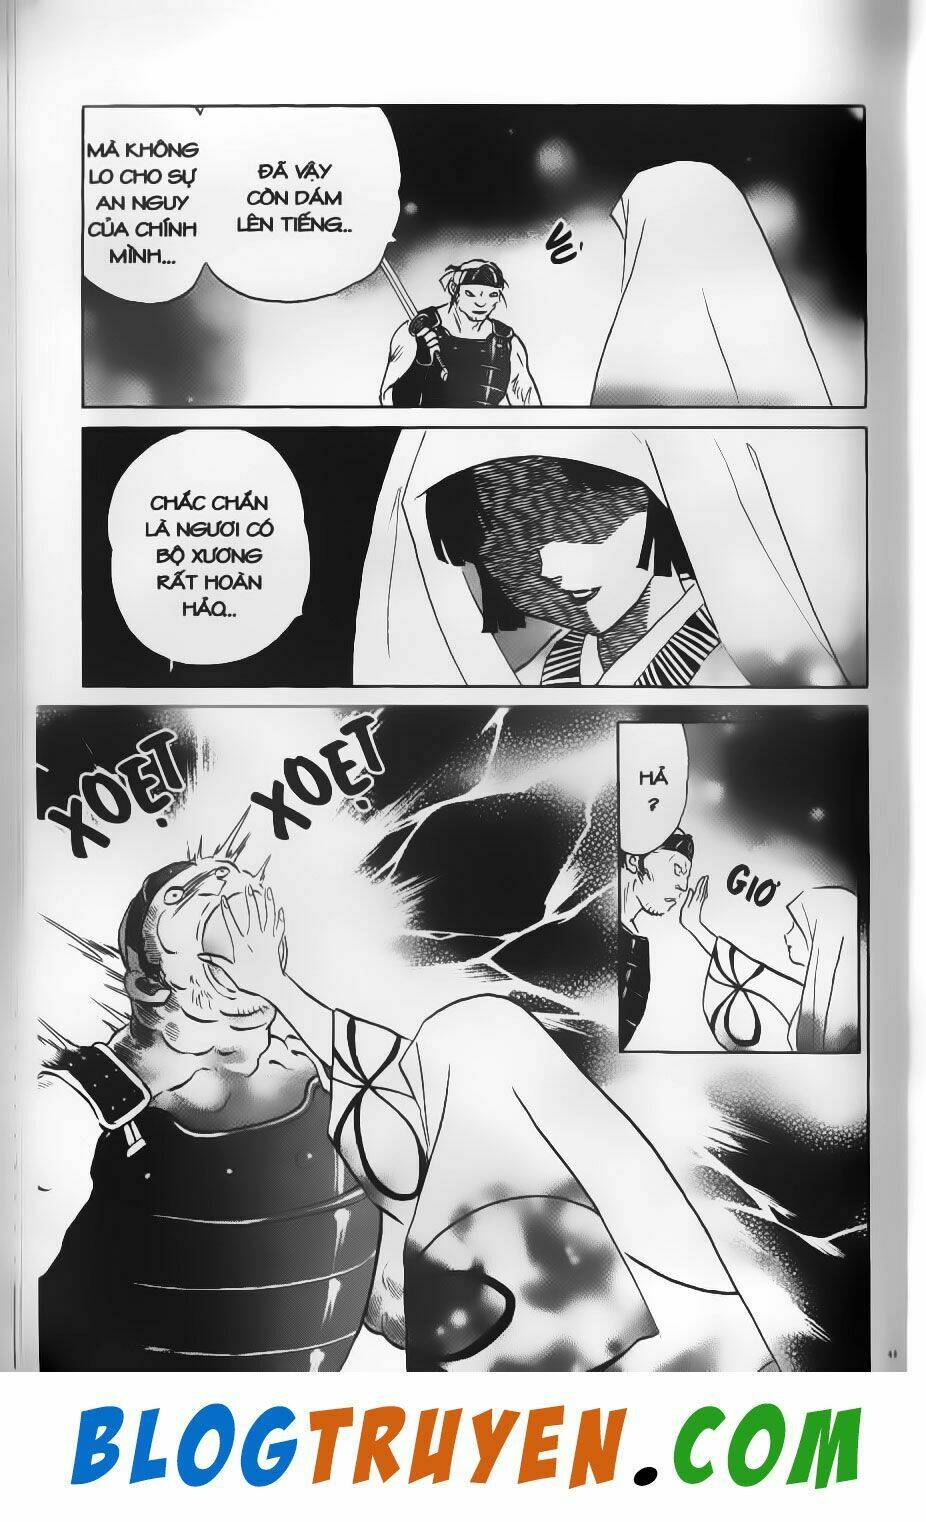 ĐÃ VẬY
CÒN DÁM
LÊN TIẾNG...
MÀ KHÔNG
LO CHO SỰ
AN NGUY
CỦA CHÍNH
MÌNH...
CHẮC CHẮN
LÀ NGƯƠI CÓ
BỘ XƯƠNG
RẤT HOÀN
HẢO...
HẢ
?
GIƠ
XOẸT
XOẸT
BLOGTRUYEN.COM